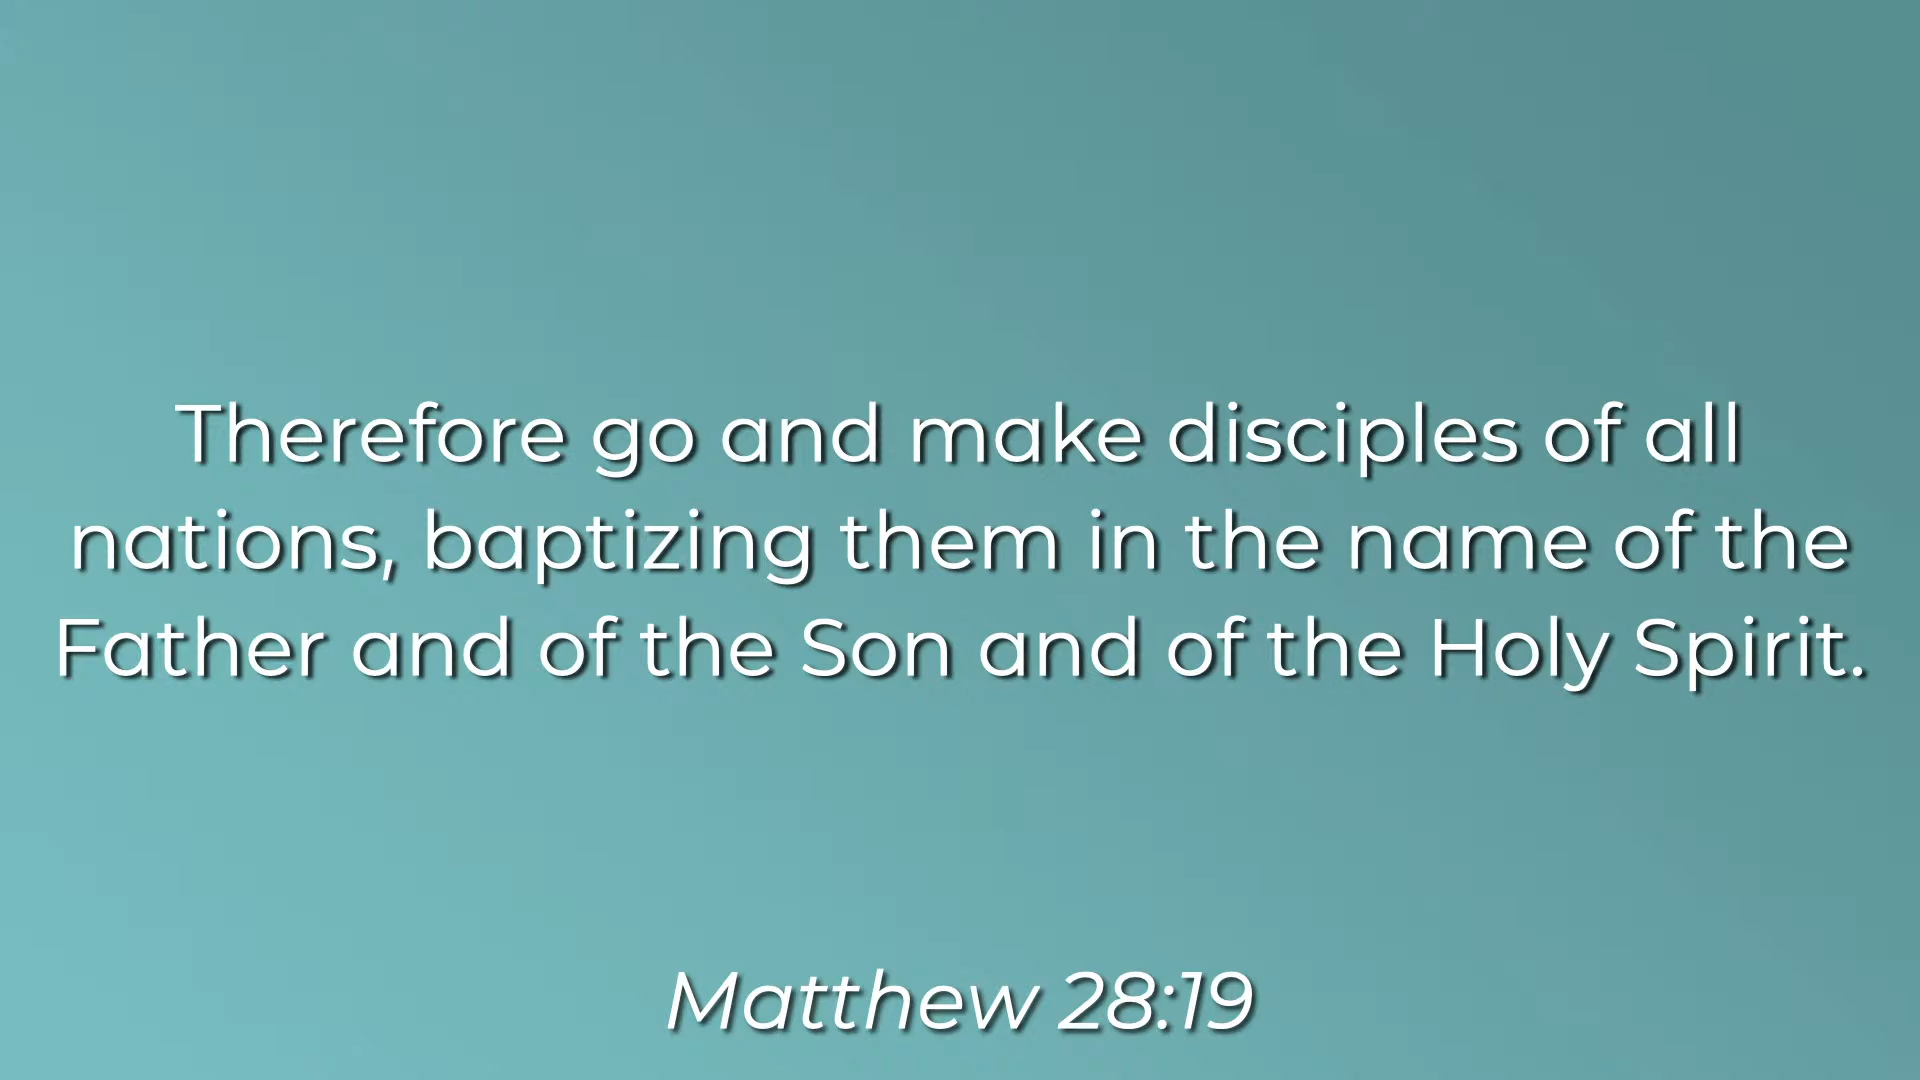 Therefore go and make disciples of all
nations, baptizing them in the name of the
Father and of the Son and of the Holy Spirit.
Matthew 28:19